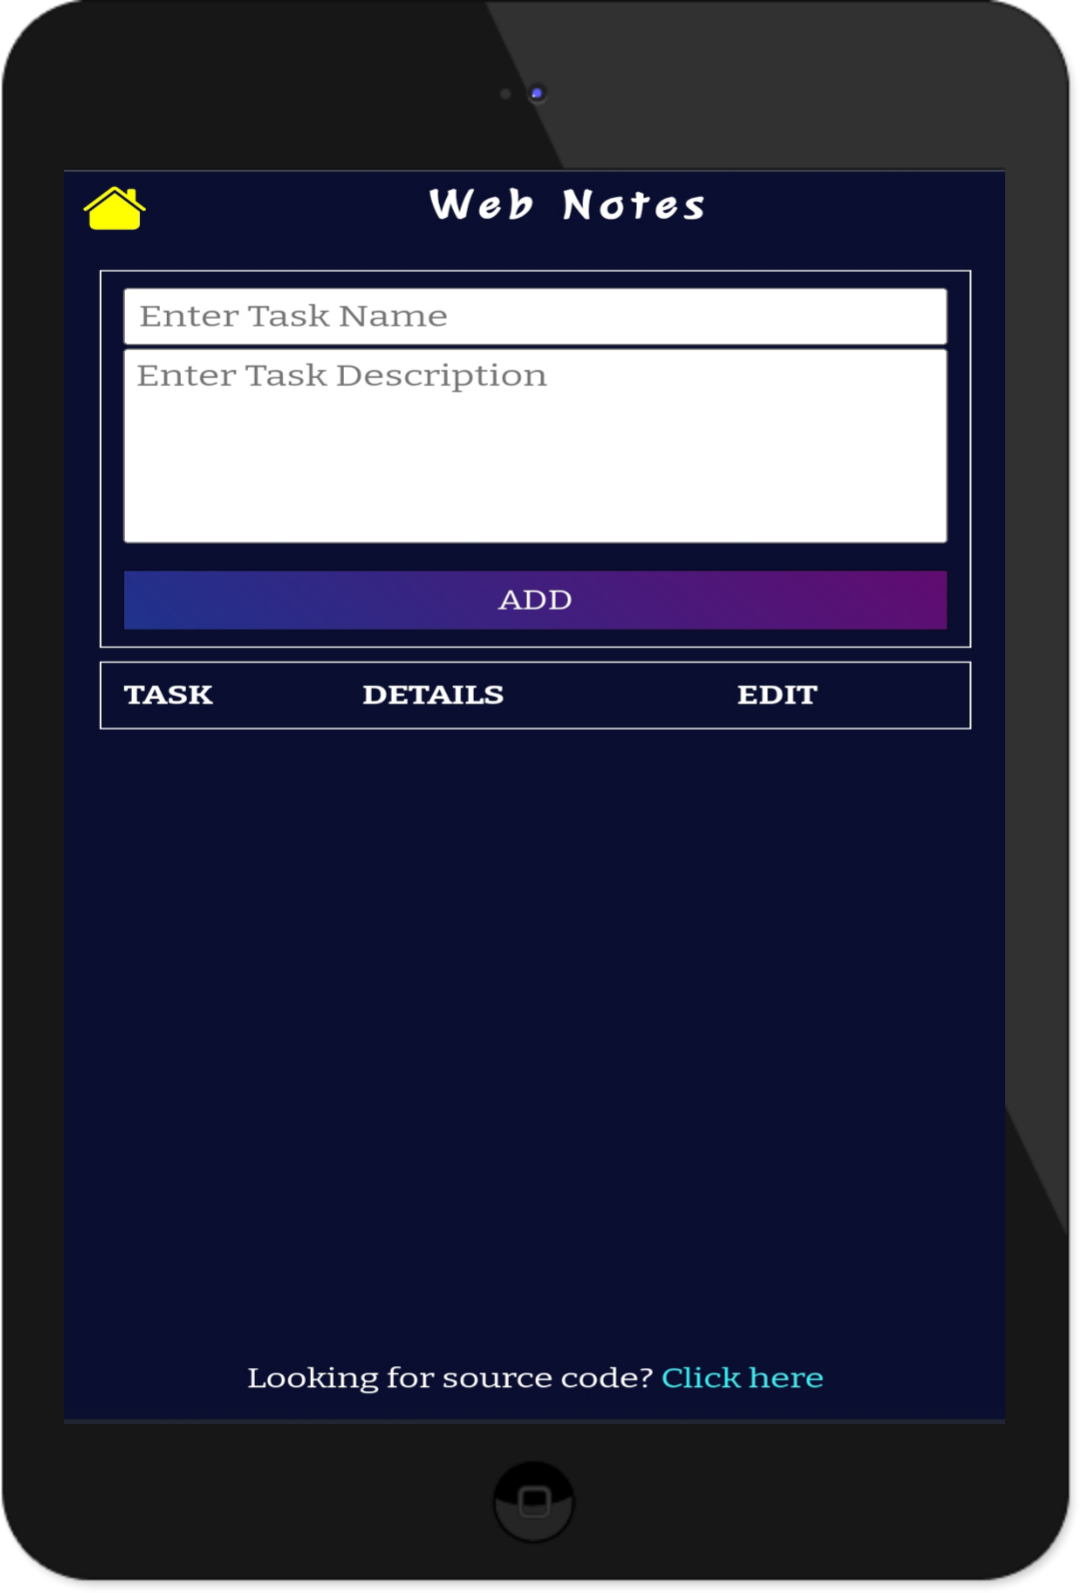 Web Notes
Enter Task Name
Enter Task Description
ADD
TASK DETAILS EDIT
Looking for source code? Click here